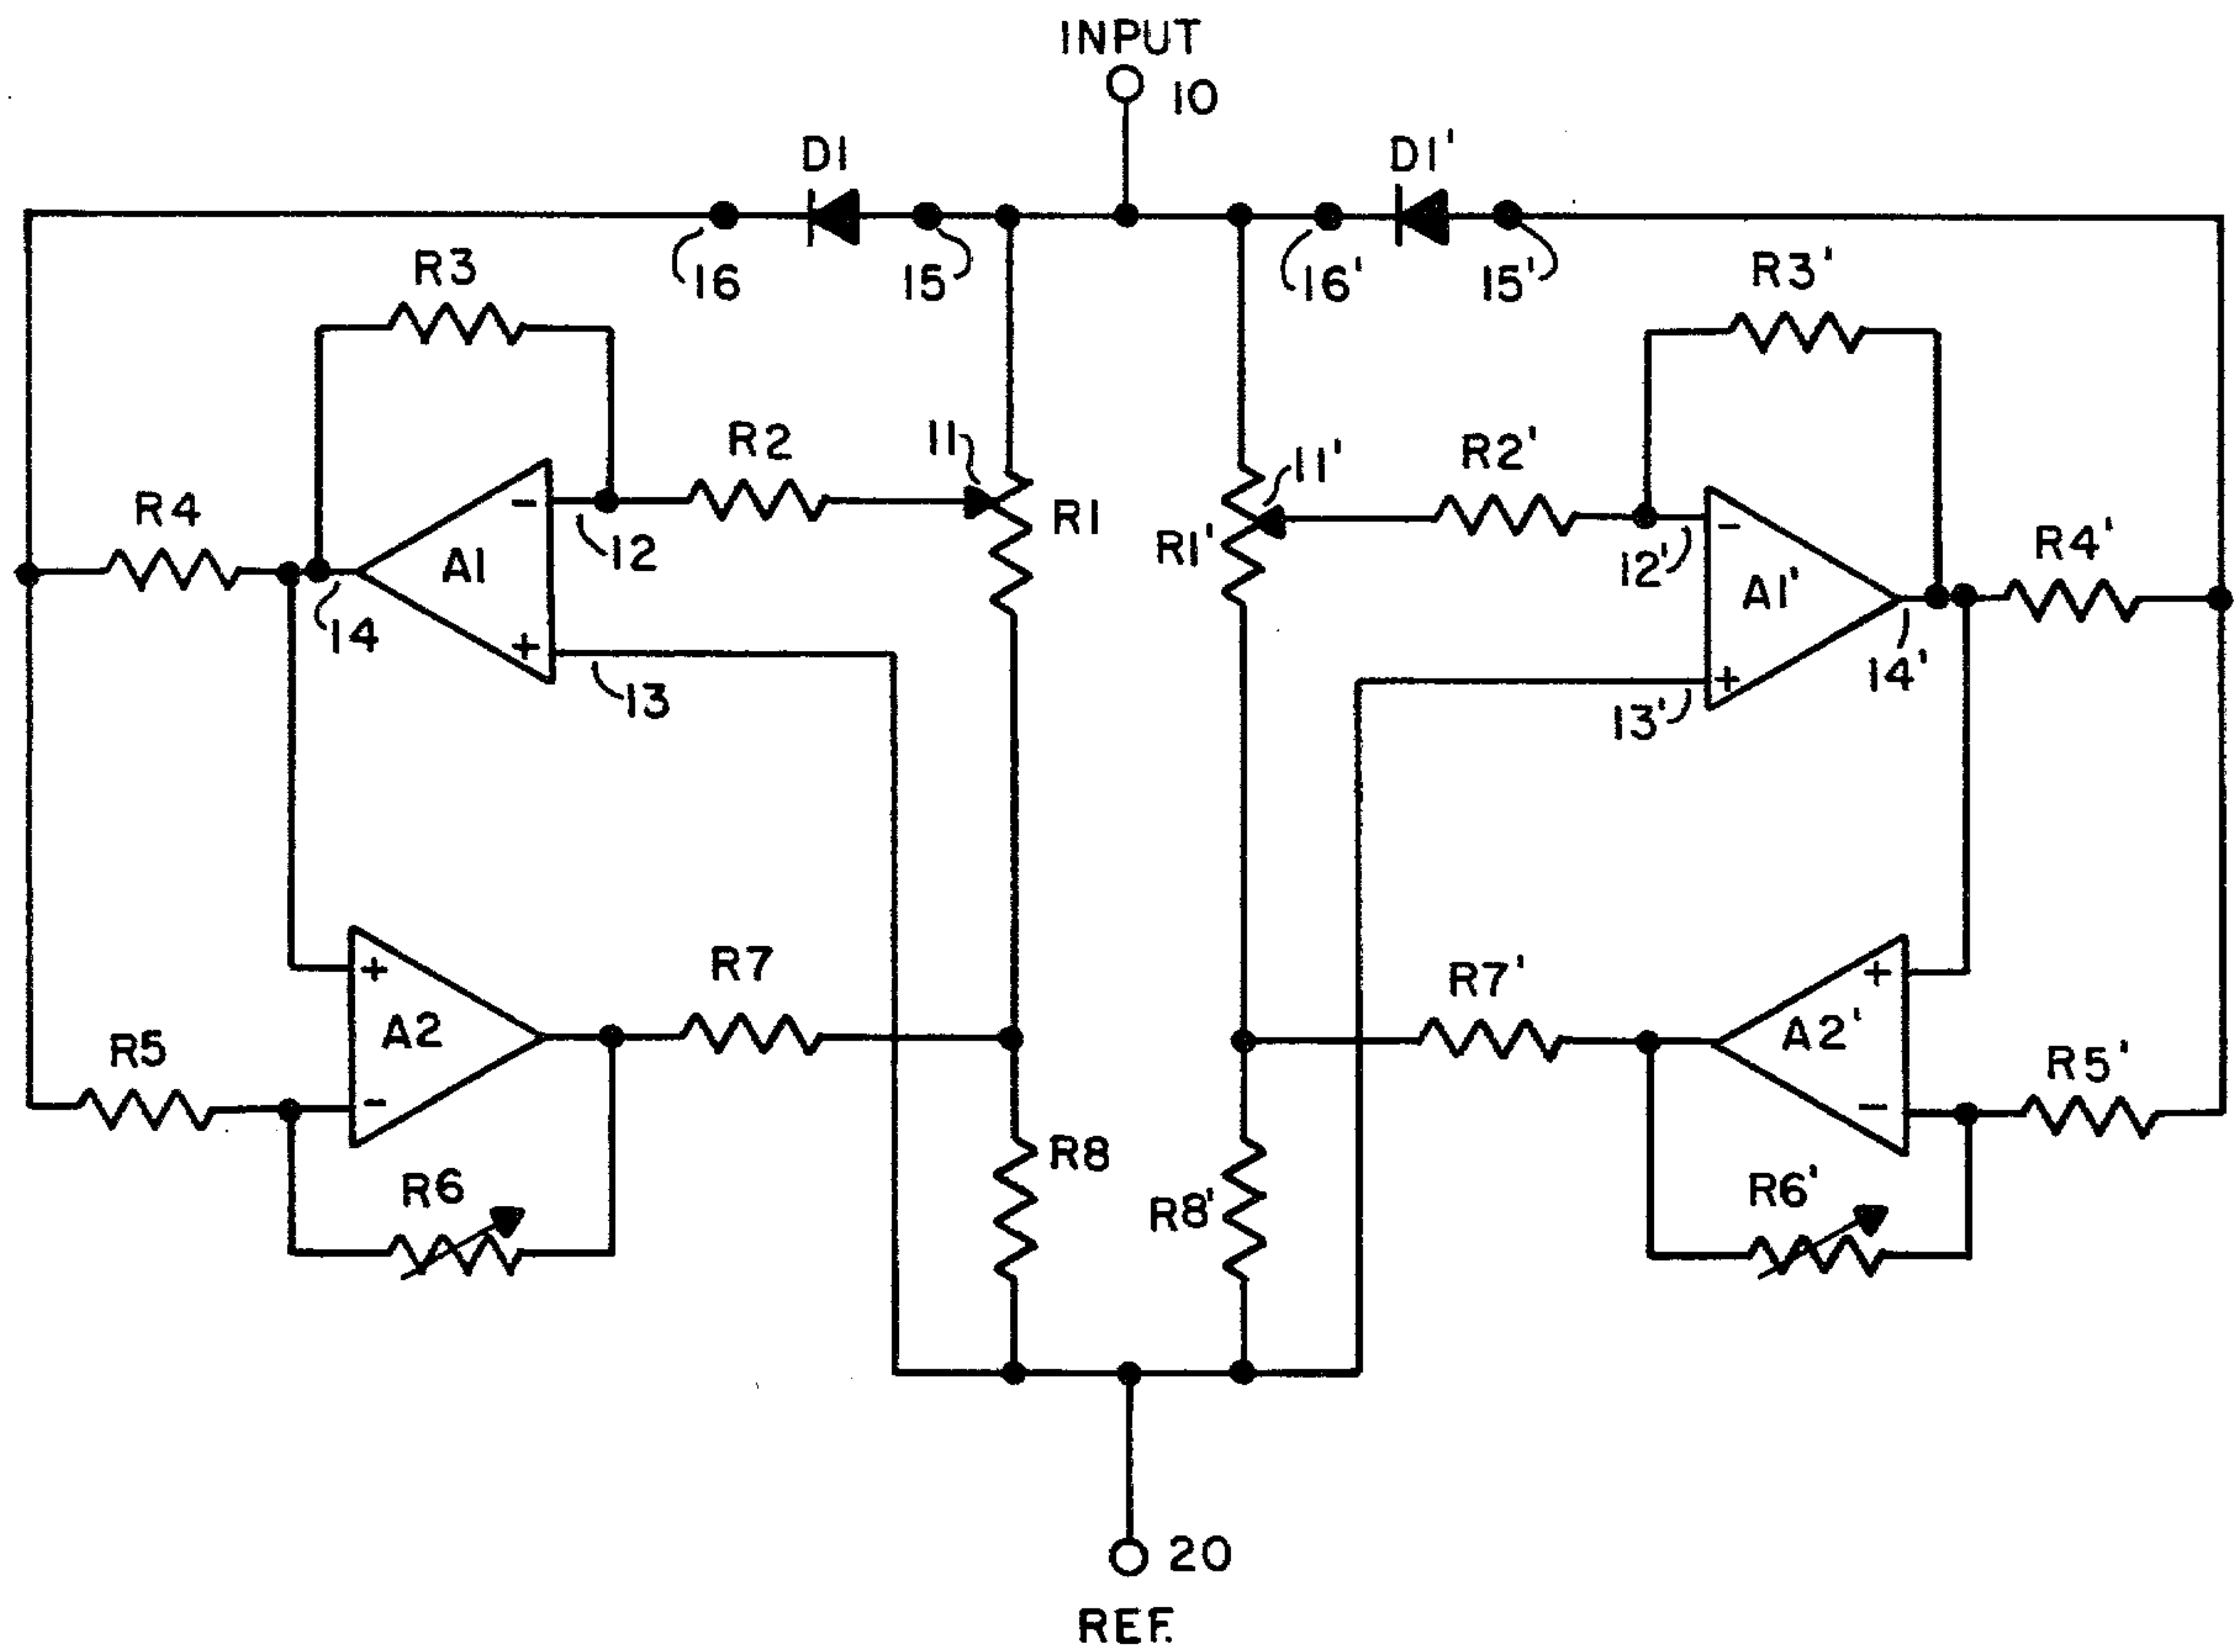 INPUT
10
D1
D1'
16
15
16'
15'
R3
R3'
R2
11
R1
11'
R1'
R2'
R4
A1
-
12
+
13
14
-
12'
A1'
+
13'
14'
R4'
+
A2
-
R5
R7
R6
R8
R8'
R7'
+
A2'
-
R5'
R6'
20
REF.